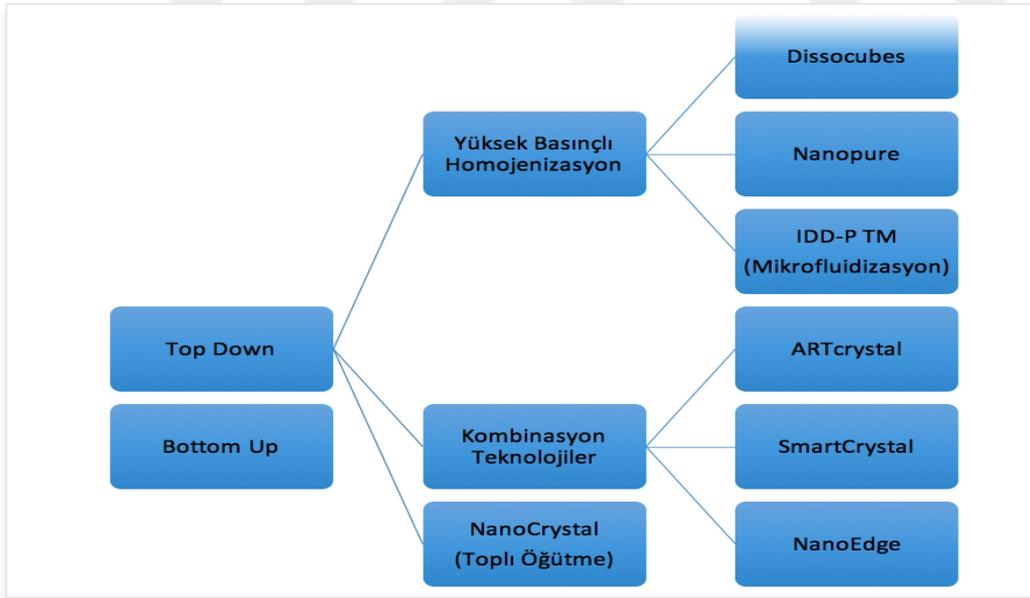 Top Down
Bottom Up
Yüksek Basınçlı
Homojenizasyon
Kombinasyon
Teknolojiler
NanoCrystal
(Toplı Öğütme)
Dissocubes
Nanopure
IDD-P TM
(Mikrofluidizasyon)
ARTcrystal
SmartCrystal
NanoEdge